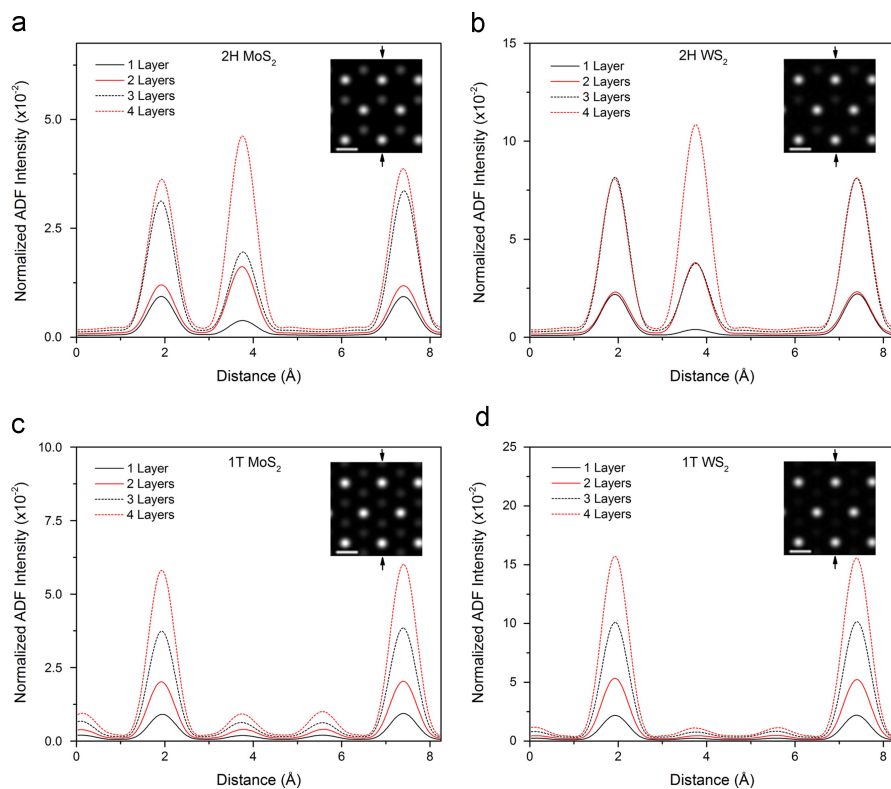 a
2H MoS₂
1 Layer
2 Layers
3 Layers
4 Layers
Normalized ADF Intensity (x10⁻²)
5.0
2.5
0.0
0
2
4
6
8
Distance (Å)
b
2H WS₂
1 Layer
2 Layers
3 Layers
4 Layers
Normalized ADF Intensity (x10⁻²)
15
10
5
0
0
2
4
6
8
Distance (Å)
c
1T MoS₂
1 Layer
2 Layers
3 Layers
4 Layers
Normalized ADF Intensity (x10⁻²)
10.0
7.5
5.0
2.5
0.0
0
2
4
6
8
Distance (Å)
d
1T WS₂
1 Layer
2 Layers
3 Layers
4 Layers
Normalized ADF Intensity (x10⁻²)
25
20
15
10
5
0
0
2
4
6
8
Distance (Å)